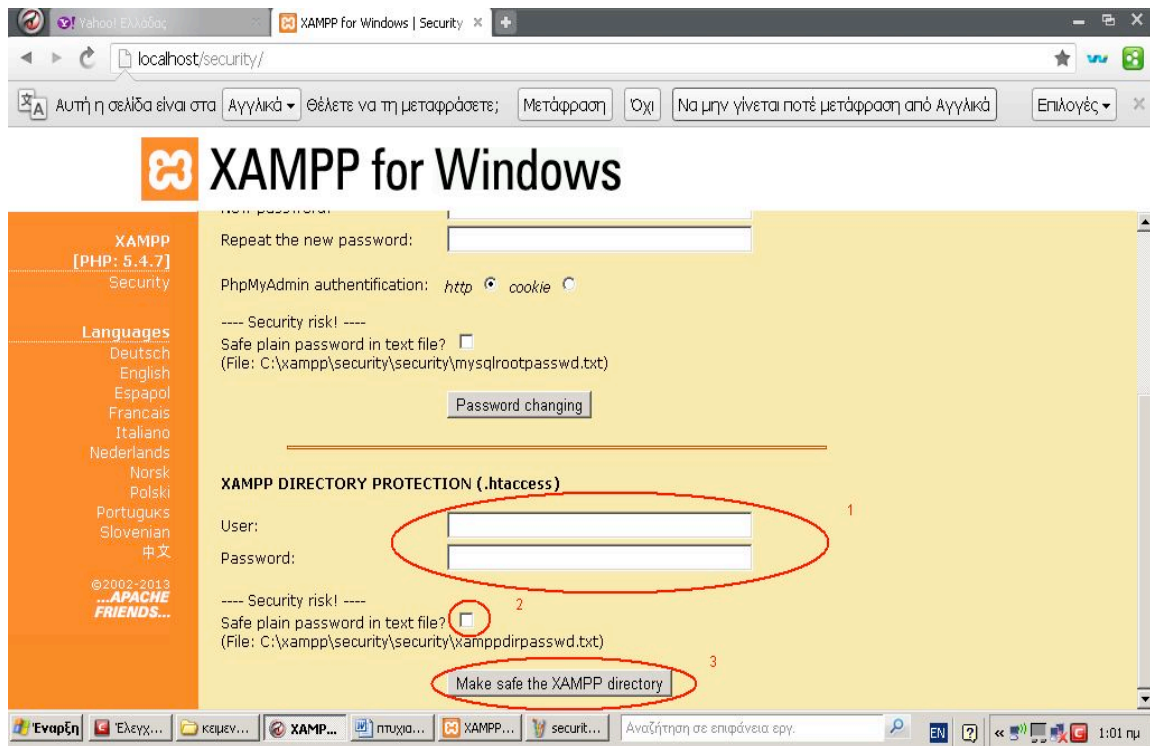 Yahoo! Ελλάδας
XAMPP for Windows | Security
localhost/security/
Αυτή η σελίδα είναι στα Αγγλικά Θέλετε να τη μεταφράσετε; Μετάφραση Όχι Να μην γίνεται ποτέ μετάφραση από Αγγλικά Επιλογές
XAMPP for Windows
XAMPP
[PHP: 5.4.7]
Security
Languages
Deutsch
English
Espapol
Francais
Italiano
Nederlands
Norsk
Polski
Portuguкs
Slovenian
中文
©2002-2013
...APACHE
FRIENDS...
Repeat the new password:
PhpMyAdmin authentification: http cookie
---- Security risk! ----
Safe plain password in text file?
(File: C:\xampp\security\security\mysqlrootpasswd.txt)
Password changing
XAMPP DIRECTORY PROTECTION (.htaccess)
User:
1
Password:
---- Security risk! ----
2
Safe plain password in text file?
(File: C:\xampp\security\security\xamppdirpasswd.txt)
3
Make safe the XAMPP directory
Έναρξη Έλεγχ... κειμεν... XAMP... πτυχια... XAMPP... securit... Αναζήτηση σε επιφάνεια εργ. EN « 1:01 πμ